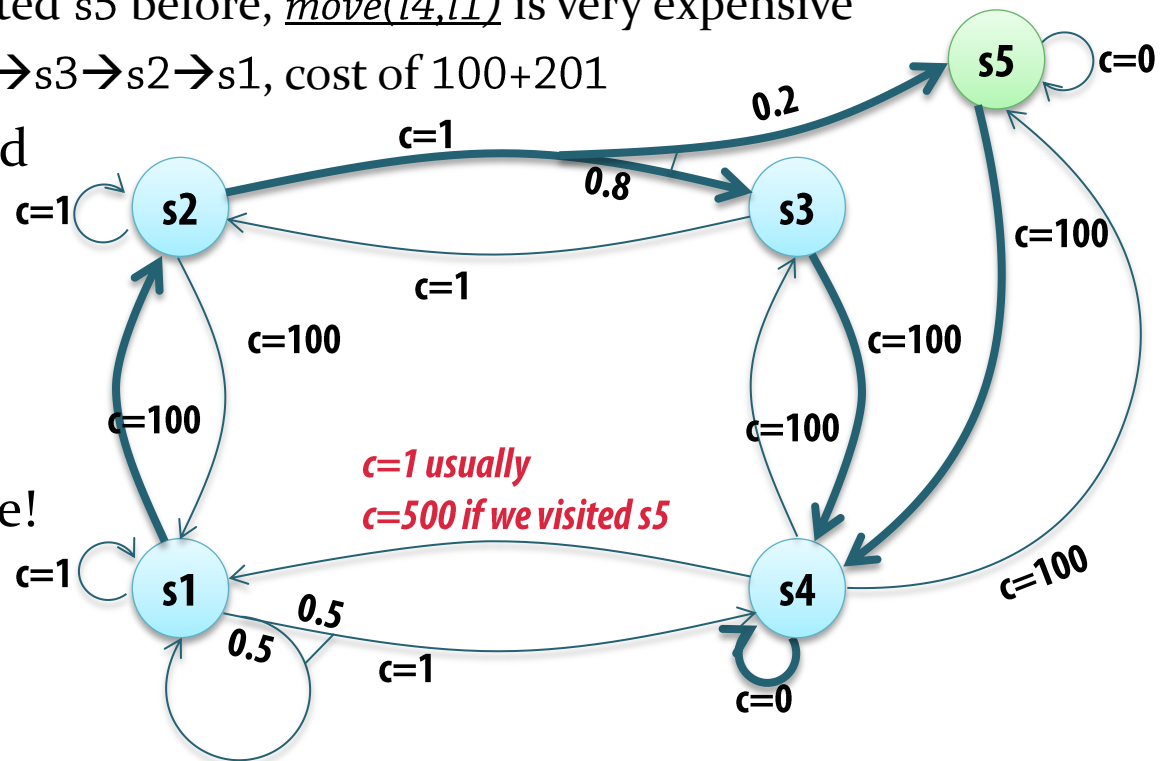 ted s5 before, move(l4,l1) is very expensive
→s3→s2→s1, cost of 100+201
d
e!
s5
c=0
0.2
c=1
0.8
c=1
s2
s3
c=100
c=1
c=100
c=100
c=100
c=100
c=1 usually
c=500 if we visited s5
c=1
s1
s4
c=100
0.5
0.5
c=1
c=0